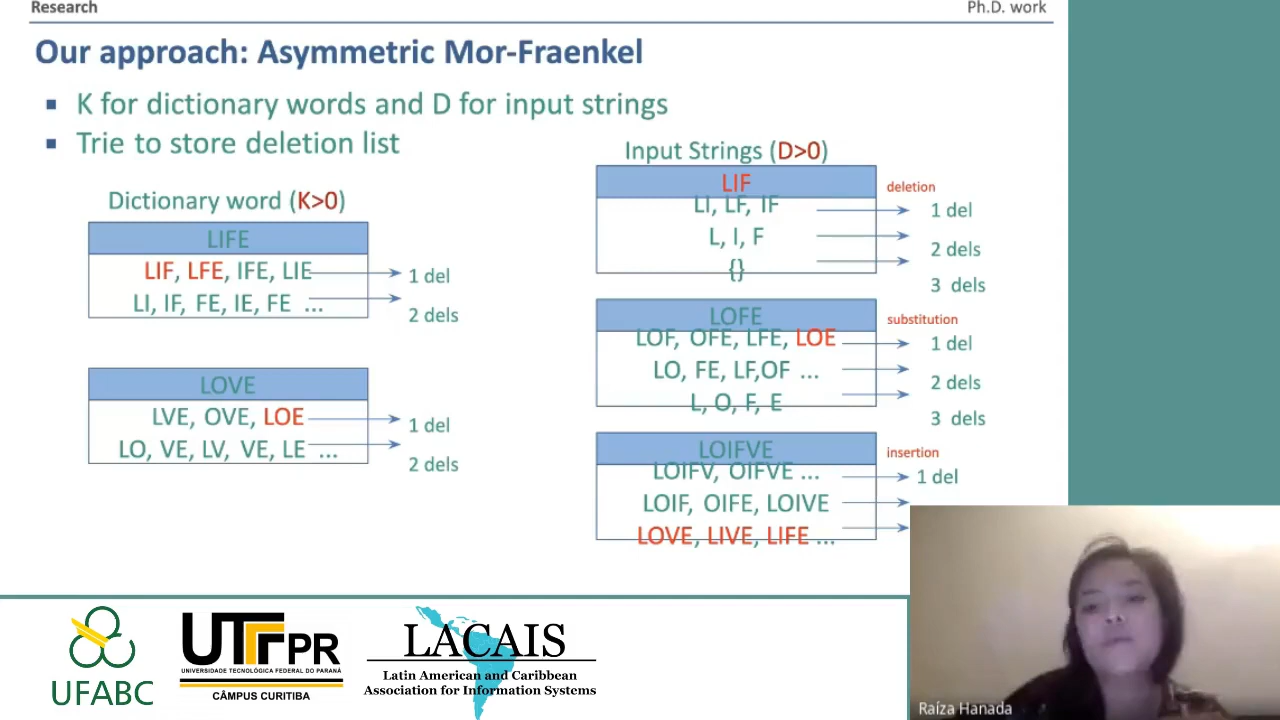 Research
Ph.D. work
Our approach: Asymmetric Mor-Fraenkel
▪ K for dictionary words and D for input strings
▪ Trie to store deletion list
Dictionary word (K>0)
LIFE
LIF, LFE, IFE, LIE
1 del
LI, IF, FE, IE, FE ...
2 dels
LOVE
LVE, OVE, LOE
1 del
LO, VE, LV, VE, LE ...
2 dels
Input Strings (D>0)
LIF
deletion
LI, LF, IF
1 del
L, I, F
2 dels
{}
3 dels
LOFE
substitution
LOF, OFE, LFE, LOE
1 del
LO, FE, LF,OF ...
2 dels
L, O, F, E
3 dels
LOIFVE
insertion
LOIFV, OIFVE ...
1 del
LOIF, OIFE, LOIVE
LOVE, LIVE, LIFE ...
UFABC
UTFPR
UNIVERSIDADE TECNOLÓGICA FEDERAL DO PARANÁ
CÂMPUS CURITIBA
LACAIS
Latin American and Caribbean
Association for Information Systems
Raíza Hanada